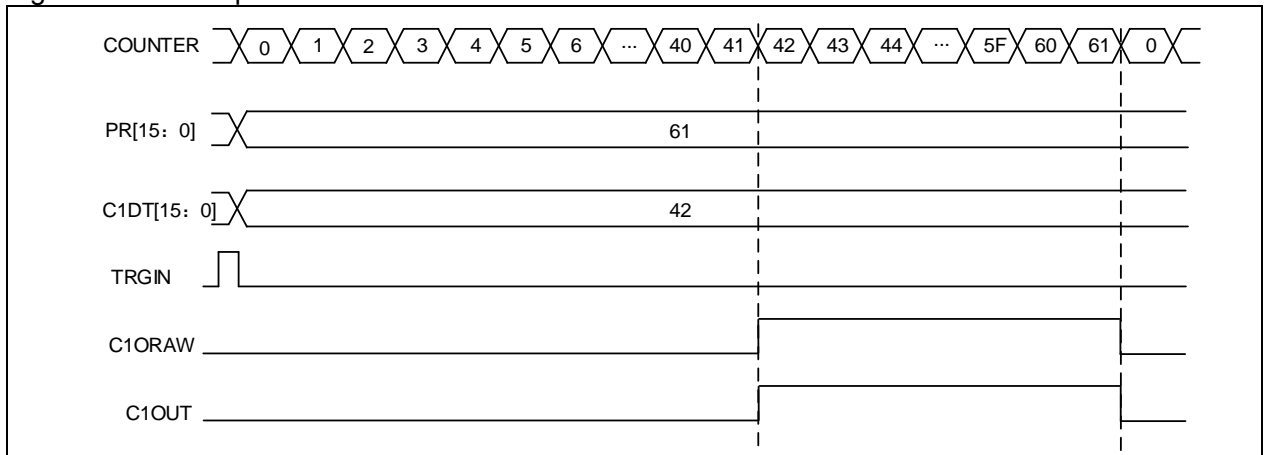 COUNTER 0 1 2 3 4 5 6 ... 40 41 42 43 44 ... 5F 60 61 0
PR[15：0] 61
C1DT[15：0] 42
TRGIN
C1ORAW
C1OUT